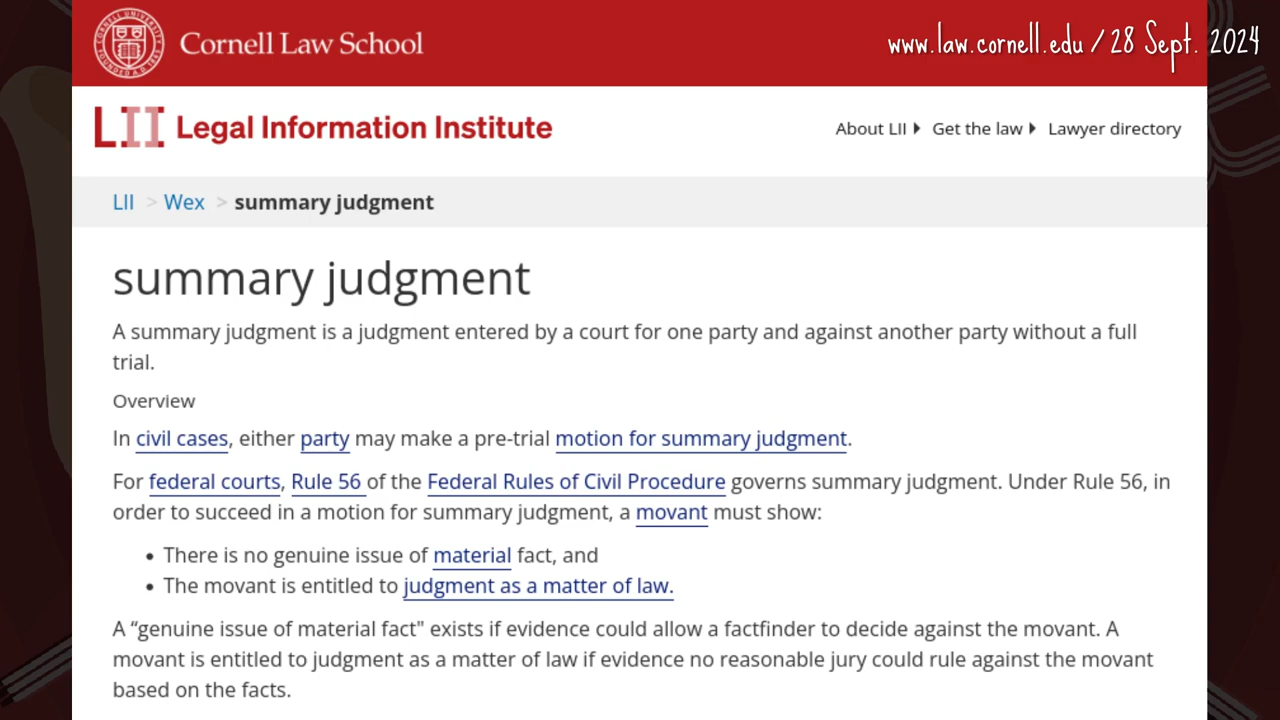 Cornell Law School
www.law.cornell.edu / 28 Sept. 2024
LII Legal Information Institute
About LII Get the law Lawyer directory
LII > Wex > summary judgment
summary judgment
A summary judgment is a judgment entered by a court for one party and against another party without a full
trial.
Overview
In civil cases, either party may make a pre-trial motion for summary judgment.
For federal courts, Rule 56 of the Federal Rules of Civil Procedure governs summary judgment. Under Rule 56, in
order to succeed in a motion for summary judgment, a movant must show:
• There is no genuine issue of material fact, and
• The movant is entitled to judgment as a matter of law.
A “genuine issue of material fact" exists if evidence could allow a factfinder to decide against the movant. A
movant is entitled to judgment as a matter of law if evidence no reasonable jury could rule against the movant
based on the facts.